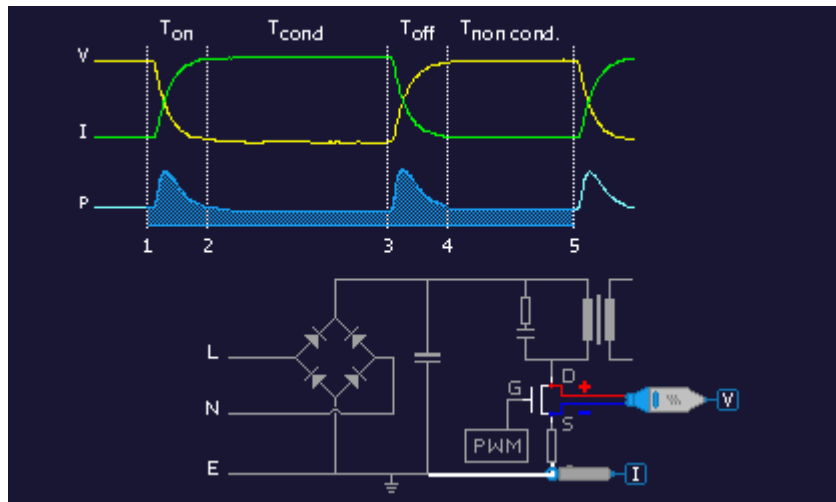 Ton Tcond Toff Tnon cond.
V
I
P
1 2 3 4 5
L
D +
G
V
N
-
S
PWM
E
I